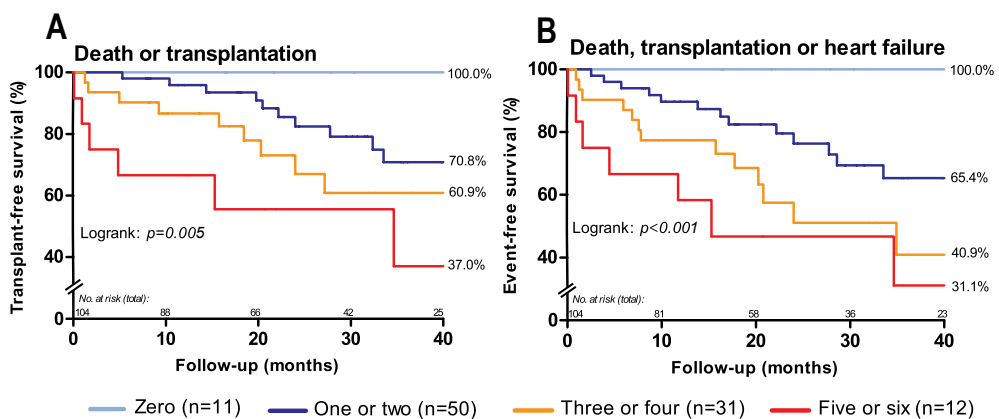 A
Death or transplantation
Transplant-free survival (%)
100
80
60
40
0
100.0%
70.8%
60.9%
37.0%
Logrank: p=0.005
No. at risk (total):
104 88 66 42 25
0 10 20 30 40
Follow-up (months)
B
Death, transplantation or heart failure
Event-free survival (%)
100
80
60
40
0
100.0%
65.4%
40.9%
31.1%
Logrank: p<0.001
No. at risk (total):
104 81 58 36 23
0 10 20 30 40
Follow-up (months)
Zero (n=11) One or two (n=50) Three or four (n=31) Five or six (n=12)